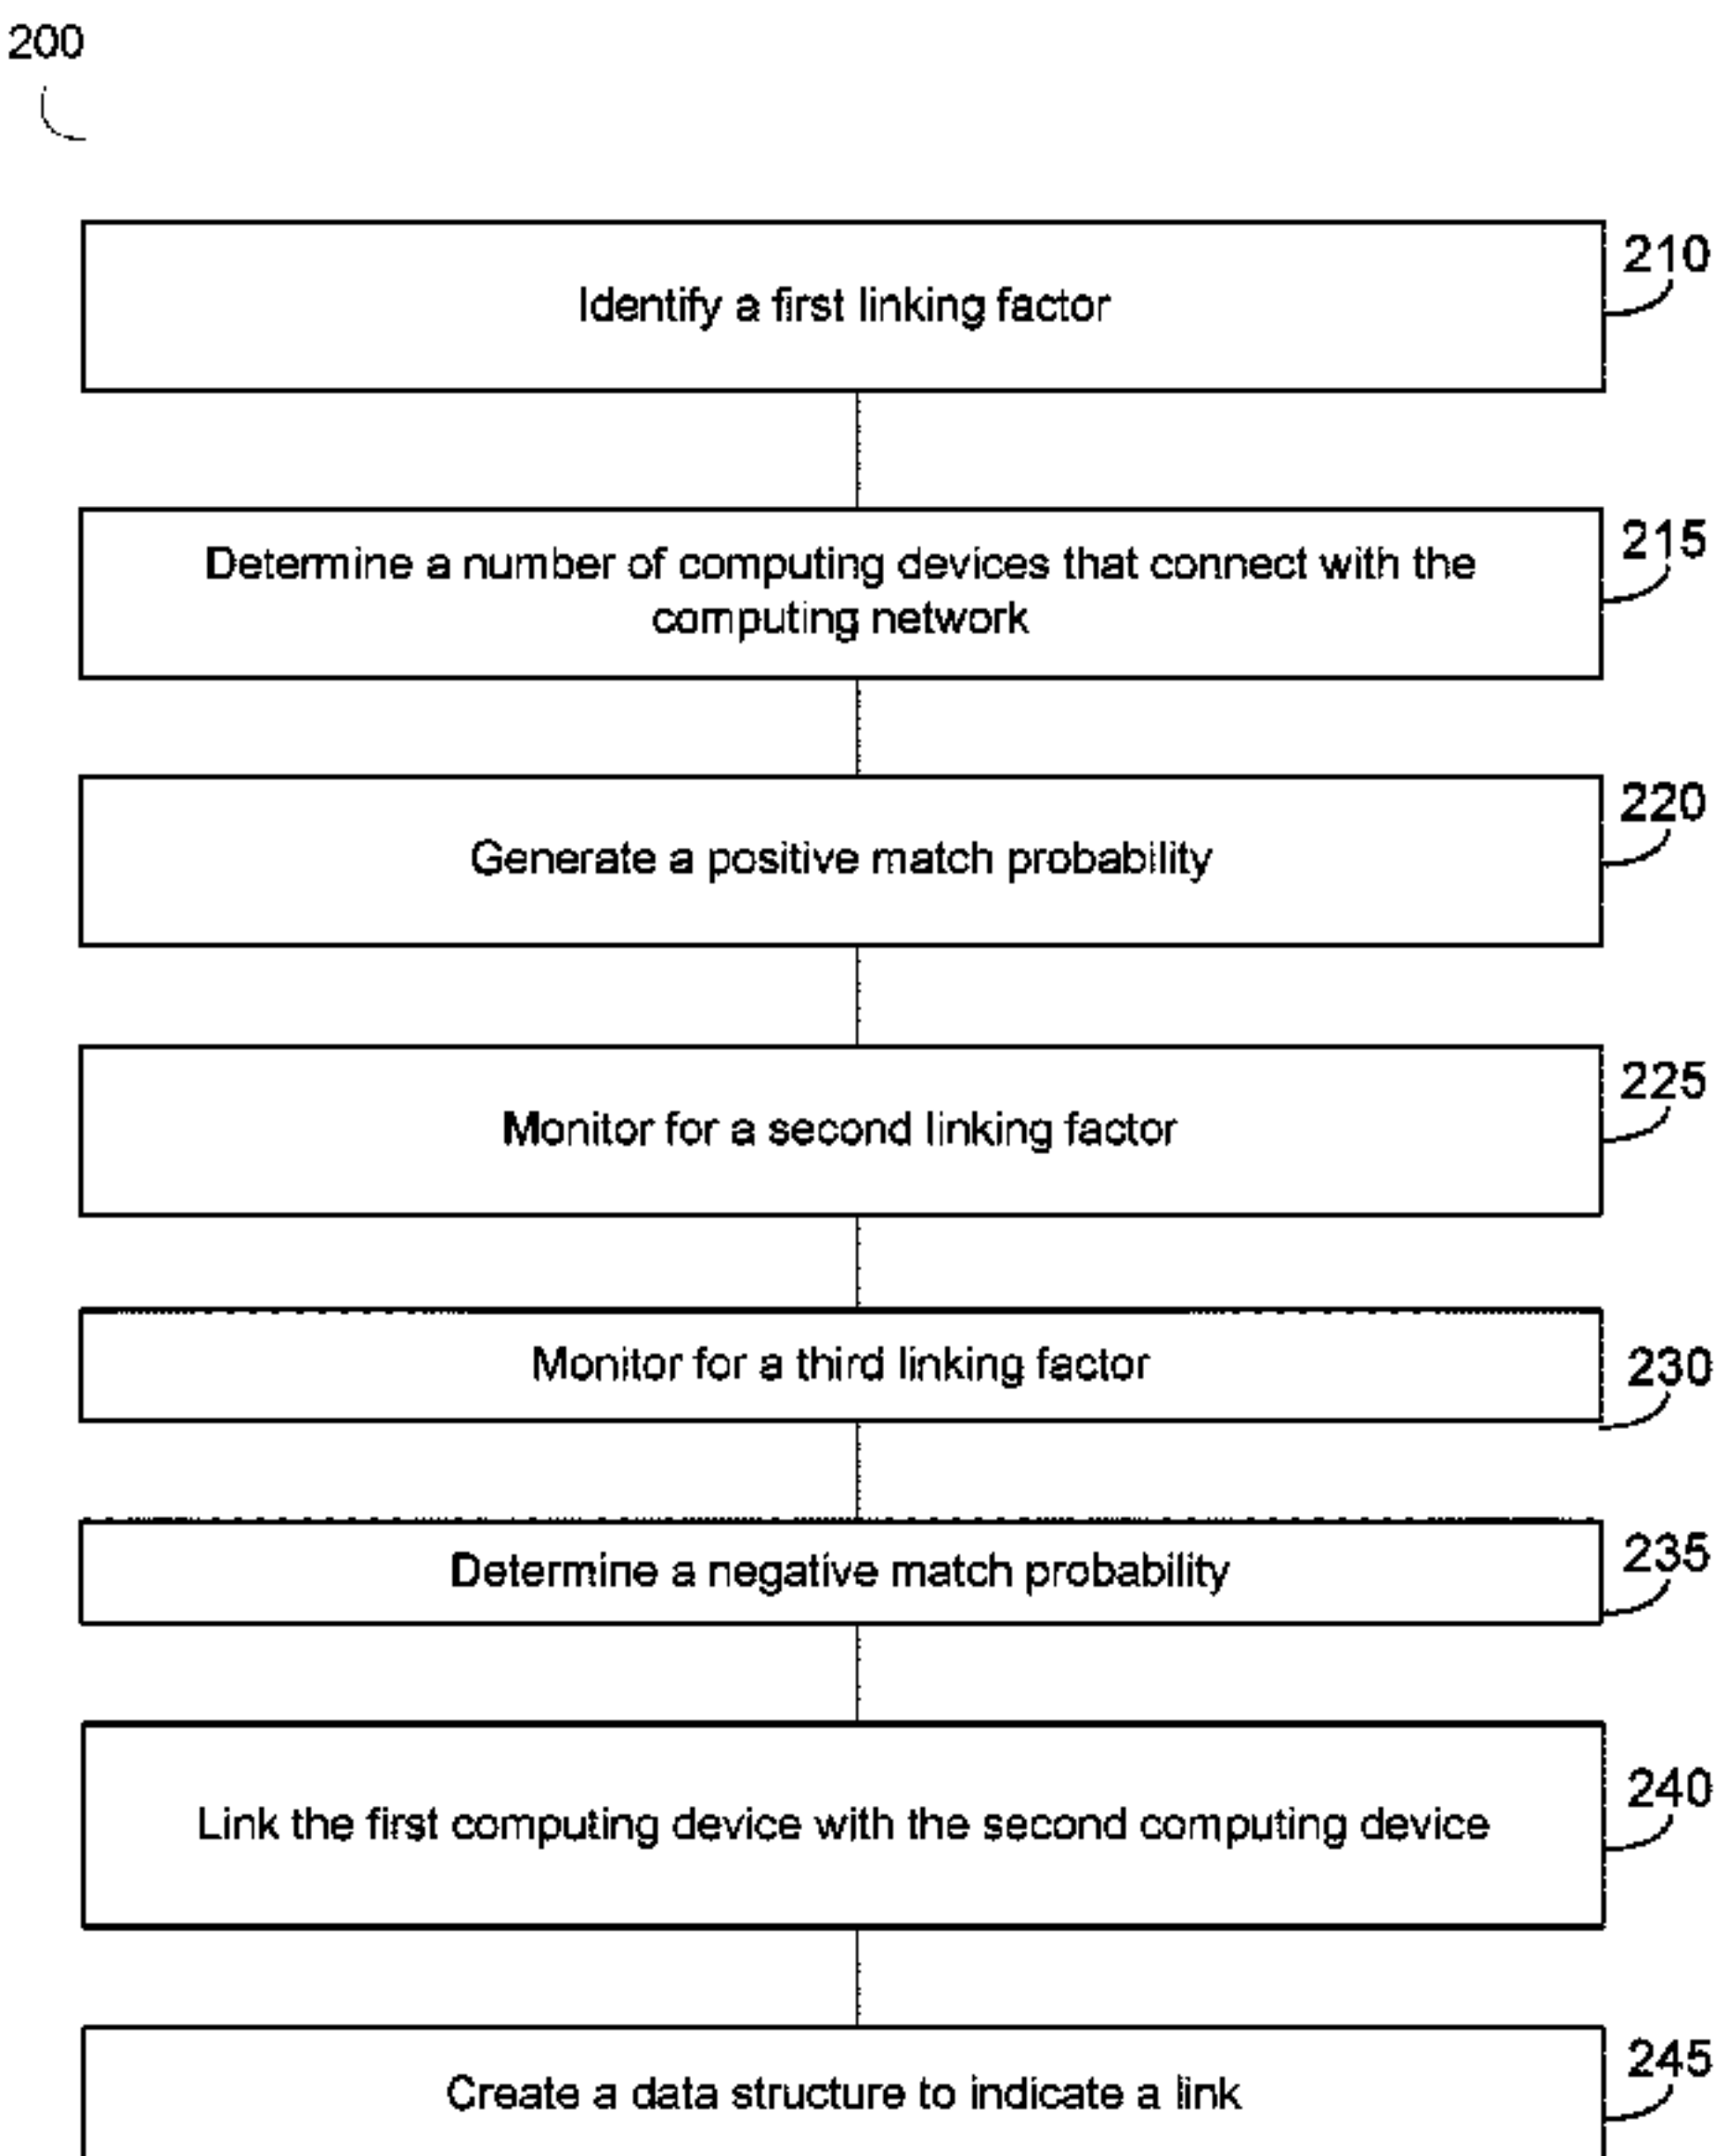 200
210
Identify a first linking factor
215
Determine a number of computing devices that connect with the
computing network
220
Generate a positive match probability
225
Monitor for a second linking factor
Monitor for a third linking factor
230
235
Determine a negative match probability
240
Link the first computing device with the second computing device
245
Create a data structure to indicate a link